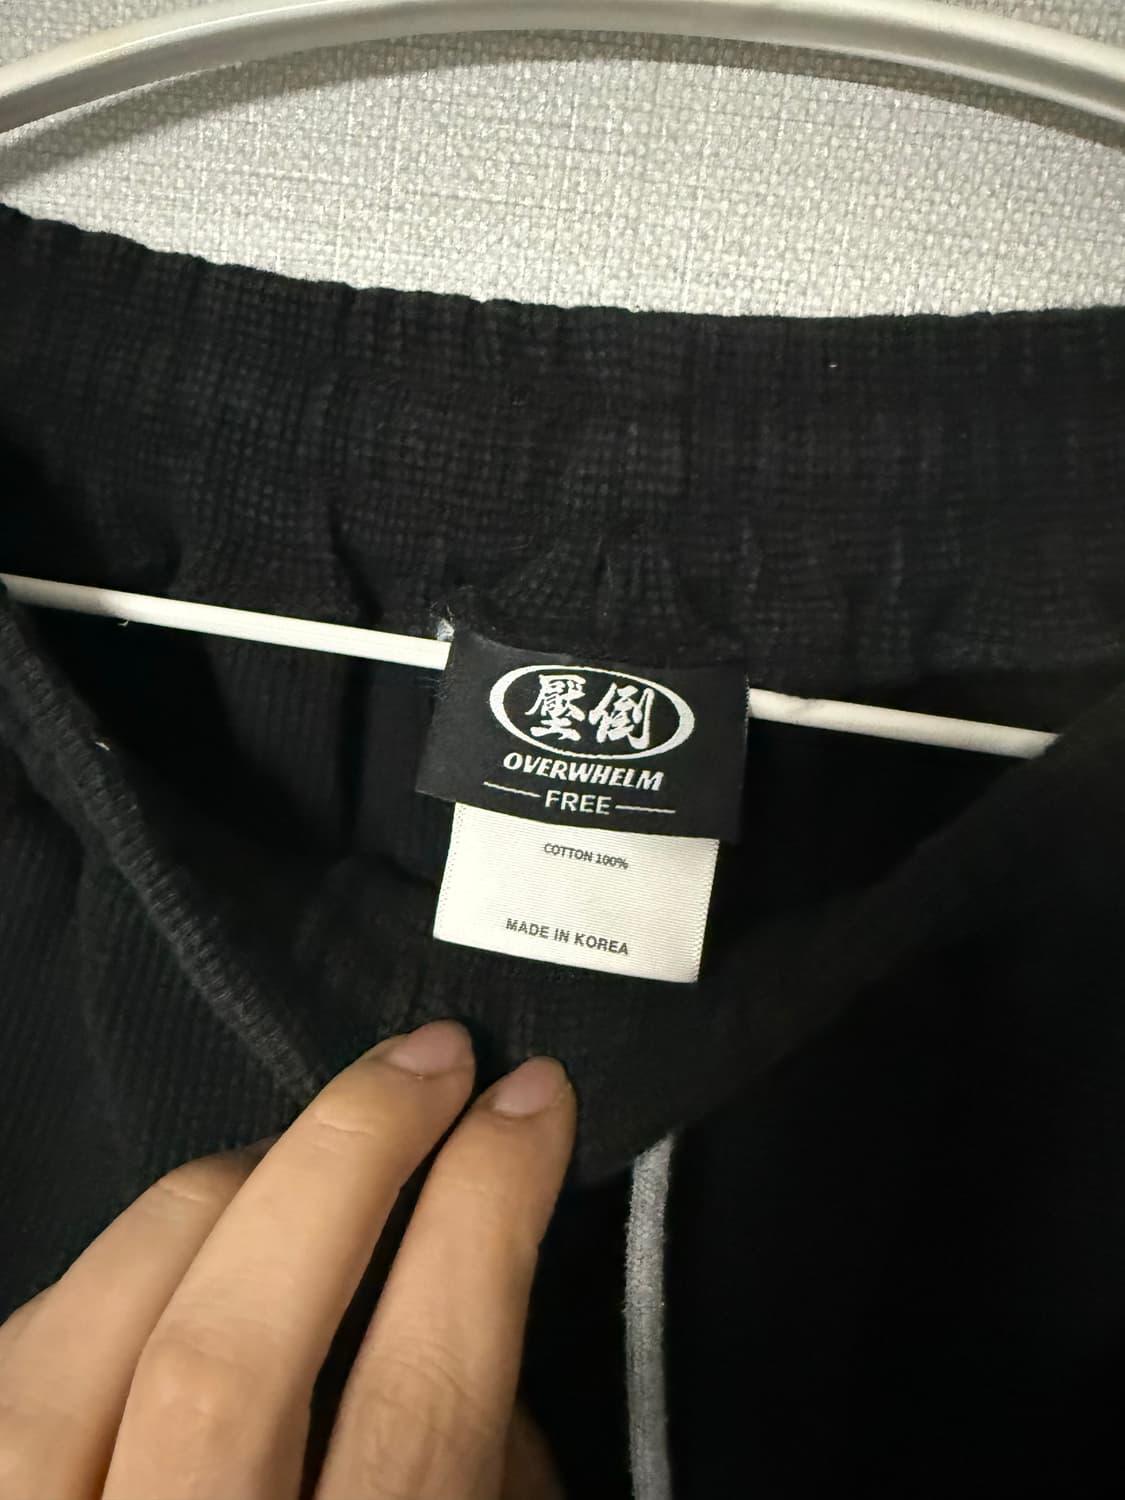 壓倒
OVERWHELM
FREE
COTTON 100%
MADE IN KOREA